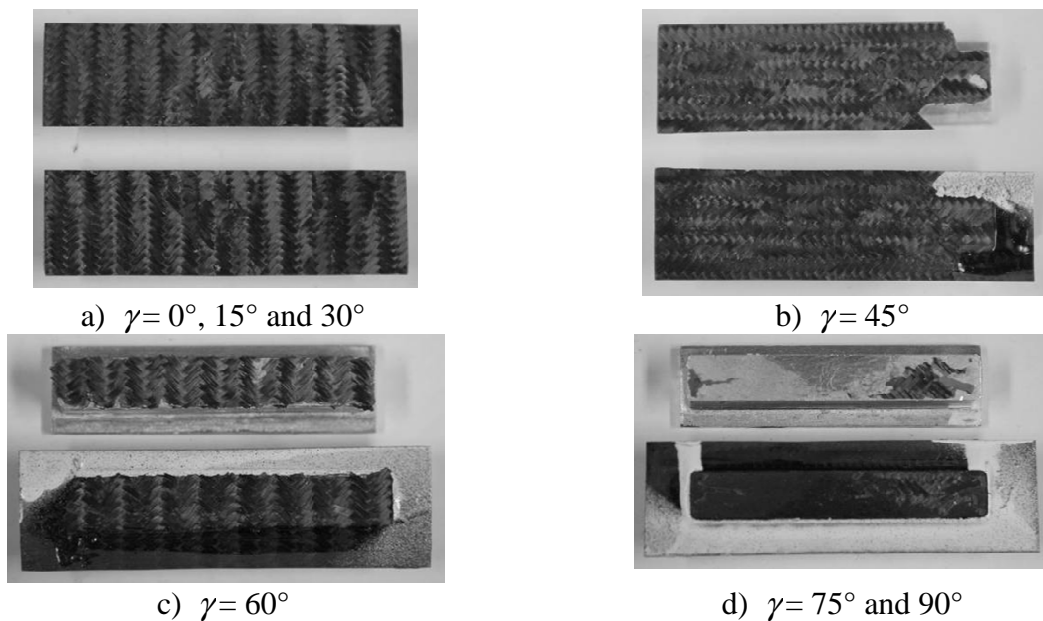 a) γ = 0°, 15° and 30°
b) γ = 45°
c) γ = 60°
d) γ = 75° and 90°